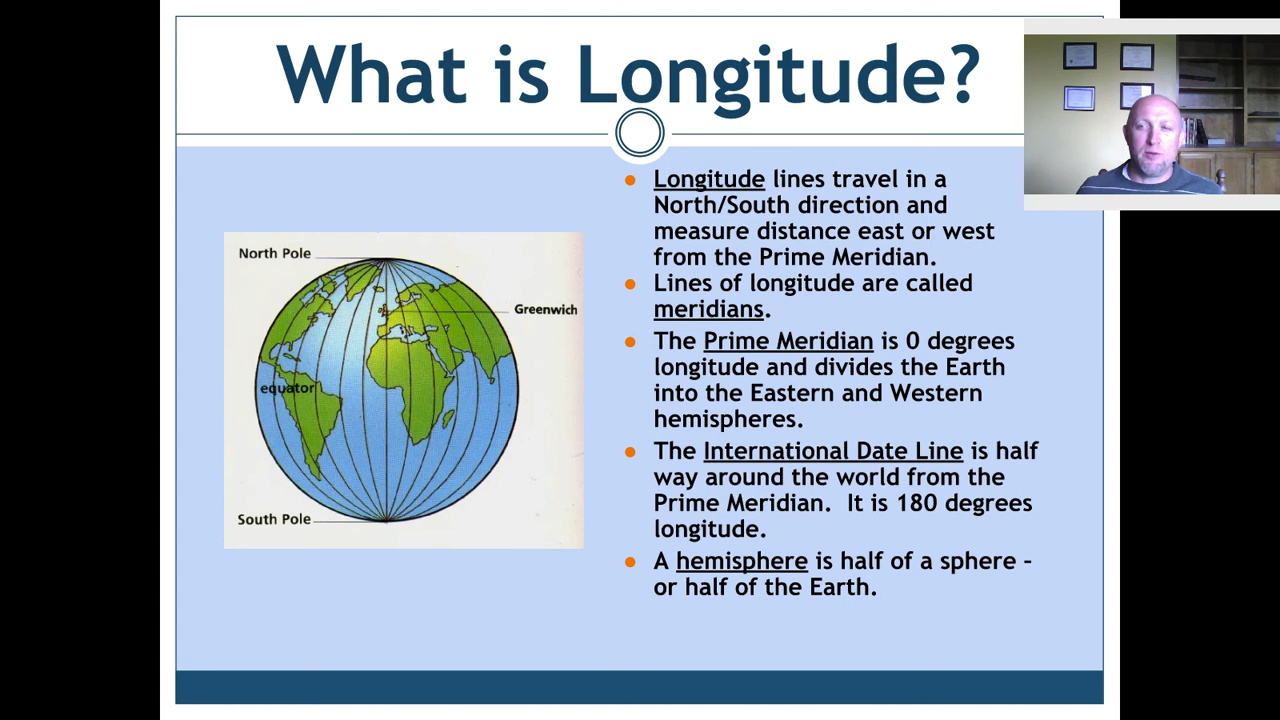 What is Longitude?
North Pole
Greenwich
equator
South Pole
● Longitude lines travel in a
North/South direction and
measure distance east or west
from the Prime Meridian.
● Lines of longitude are called
meridians.
● The Prime Meridian is 0 degrees
longitude and divides the Earth
into the Eastern and Western
hemispheres.
● The International Date Line is half
way around the world from the
Prime Meridian.  It is 180 degrees
longitude.
● A hemisphere is half of a sphere –
or half of the Earth.